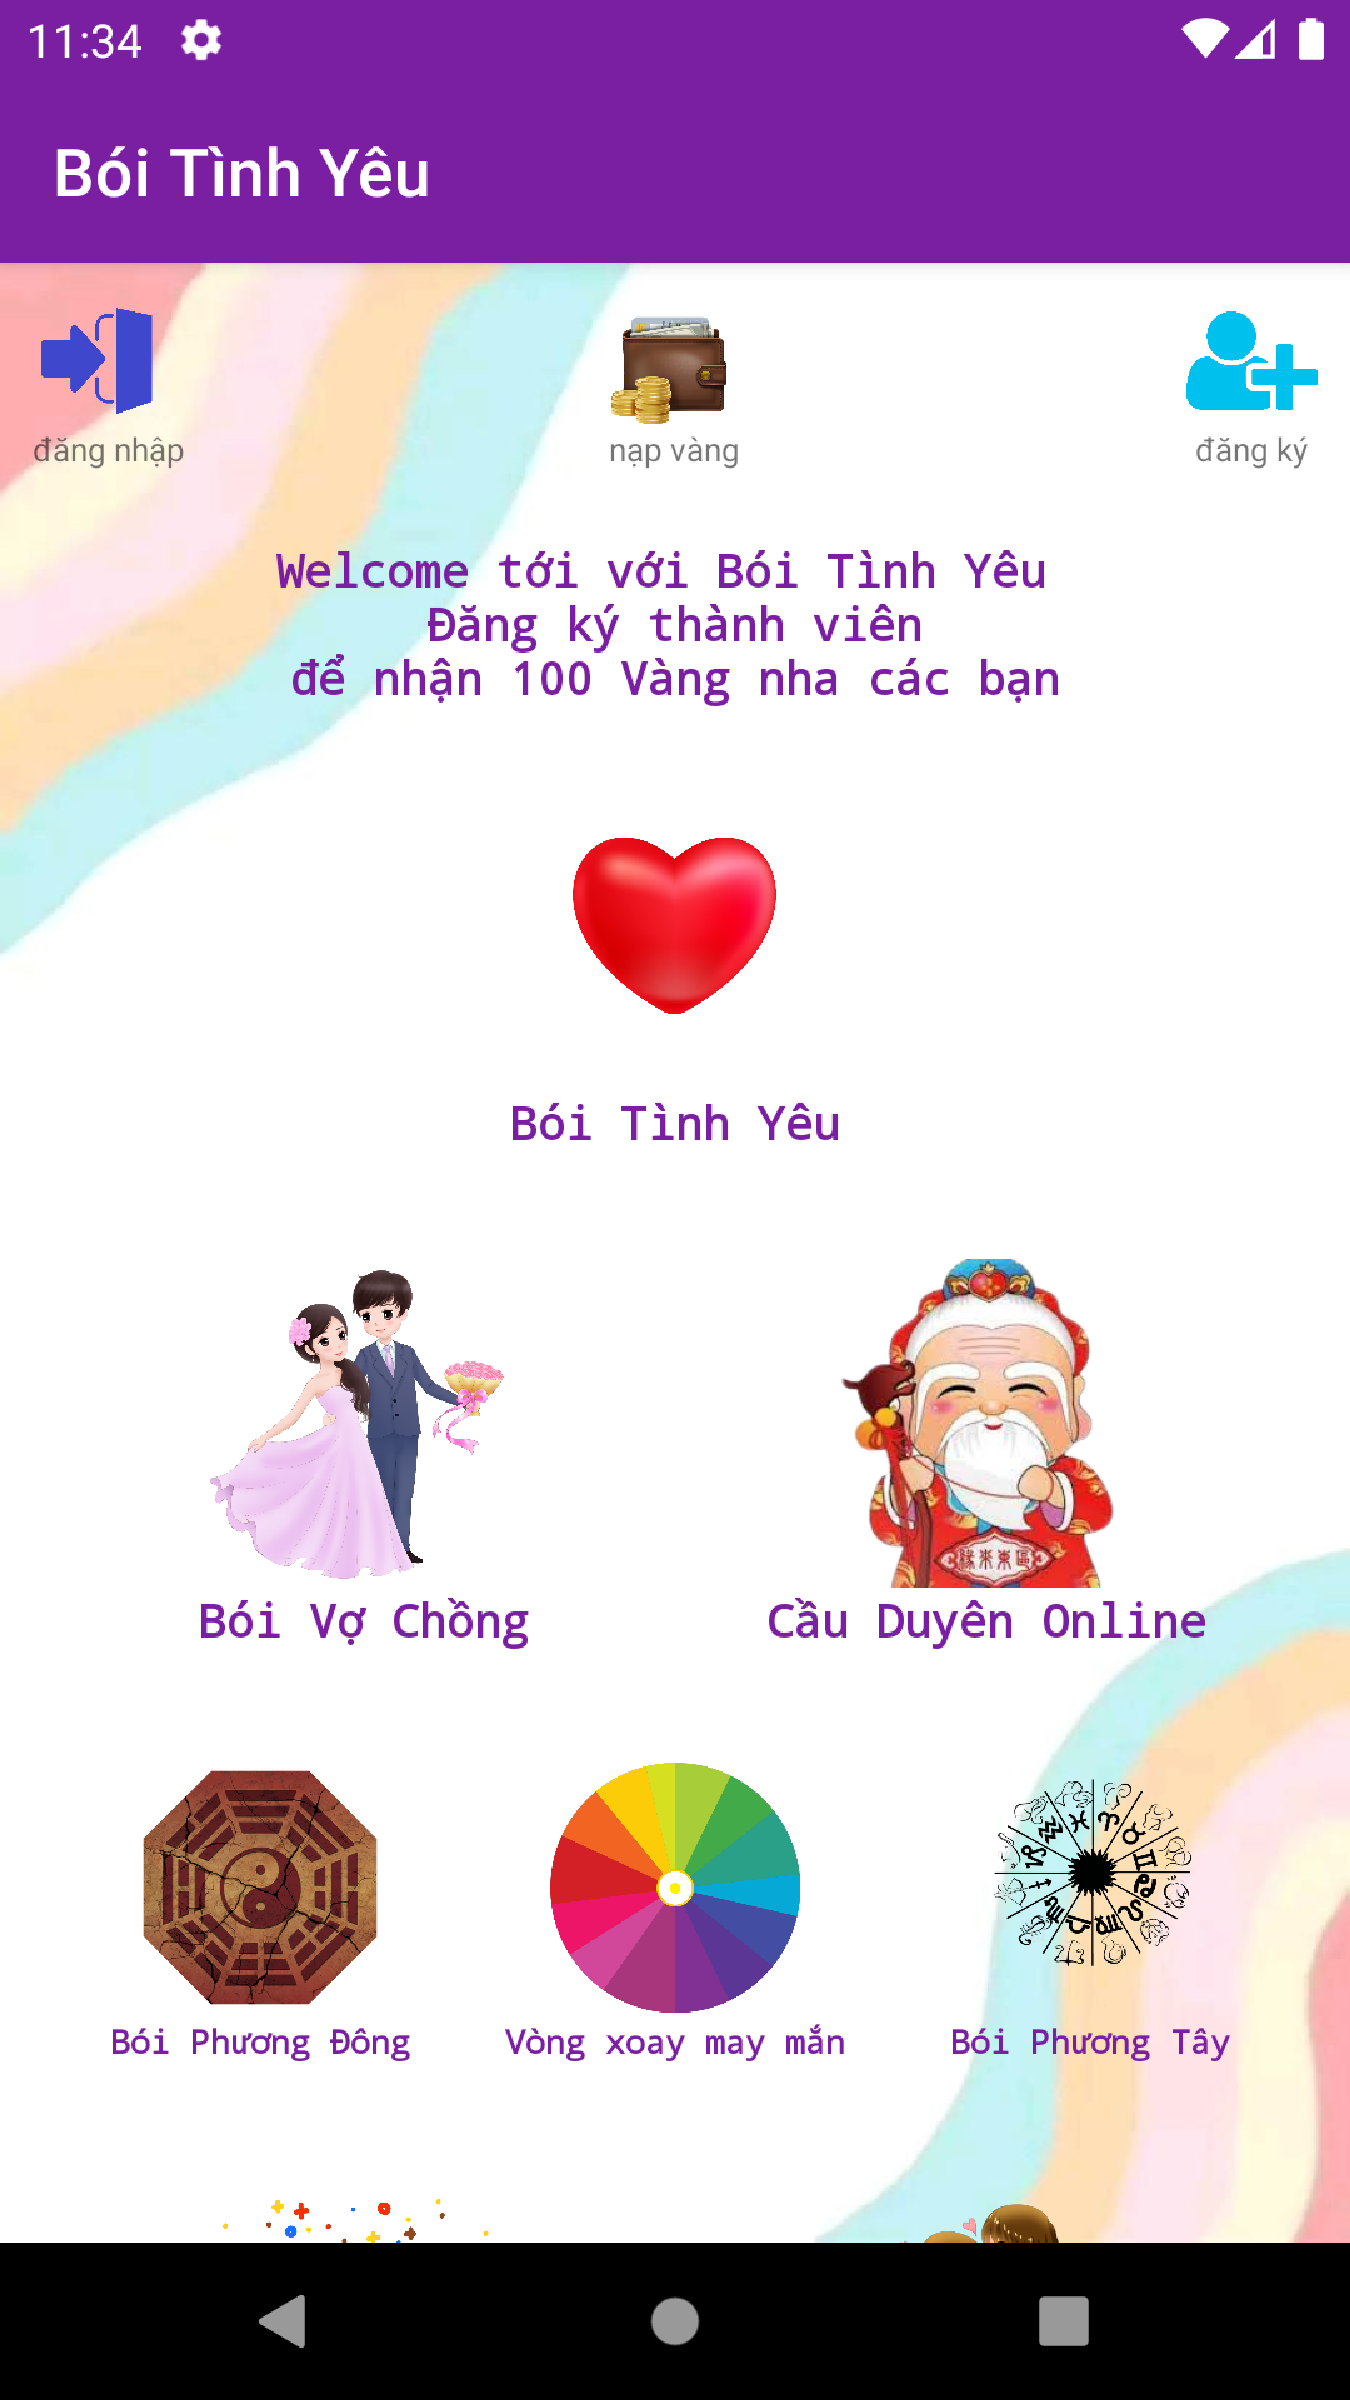 11:34
Bói Tình Yêu
đăng nhập
nạp vàng
đăng ký
Welcome tới với Bói Tình Yêu
Đăng ký thành viên
để nhận 100 Vàng nha các bạn
Bói Tình Yêu
Bói Vợ Chồng
Cầu Duyên Online
Bói Phương Đông
Vòng xoay may mắn
Bói Phương Tây